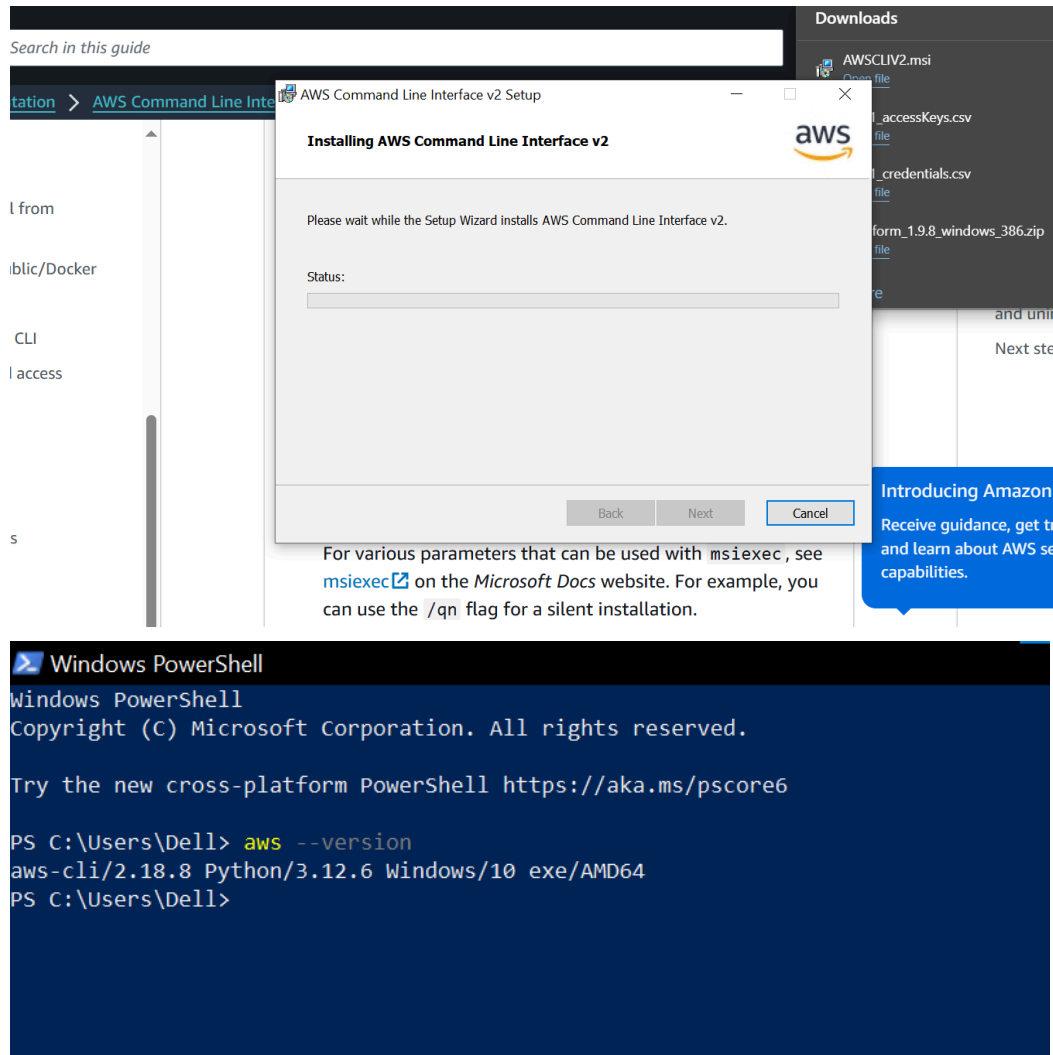 Search in this guide
Downloads
AWSCLIV2.msi
Open file
AWS Command Line Interface v2 Setup
tation > AWS Command Line Inte
Installing AWS Command Line Interface v2
aws
1_accessKeys.csv
file
1_credentials.csv
file
form_1.9.8_windows_386.zip
file
re
l from
Please wait while the Setup Wizard installs AWS Command Line Interface v2.
Status:
blic/Docker
CLI
access
s
and uni
Next ste
Back
Next
Cancel
Introducing Amazon
Receive guidance, get tr
and learn about AWS se
capabilities.
For various parameters that can be used with msiexec, see
msiexec on the Microsoft Docs website. For example, you
can use the /qn flag for a silent installation.
Windows PowerShell
Windows PowerShell
Copyright (C) Microsoft Corporation. All rights reserved.
Try the new cross-platform PowerShell https://aka.ms/pscore6
PS C:\Users\Dell> aws --version
aws-cli/2.18.8 Python/3.12.6 Windows/10 exe/AMD64
PS C:\Users\Dell>